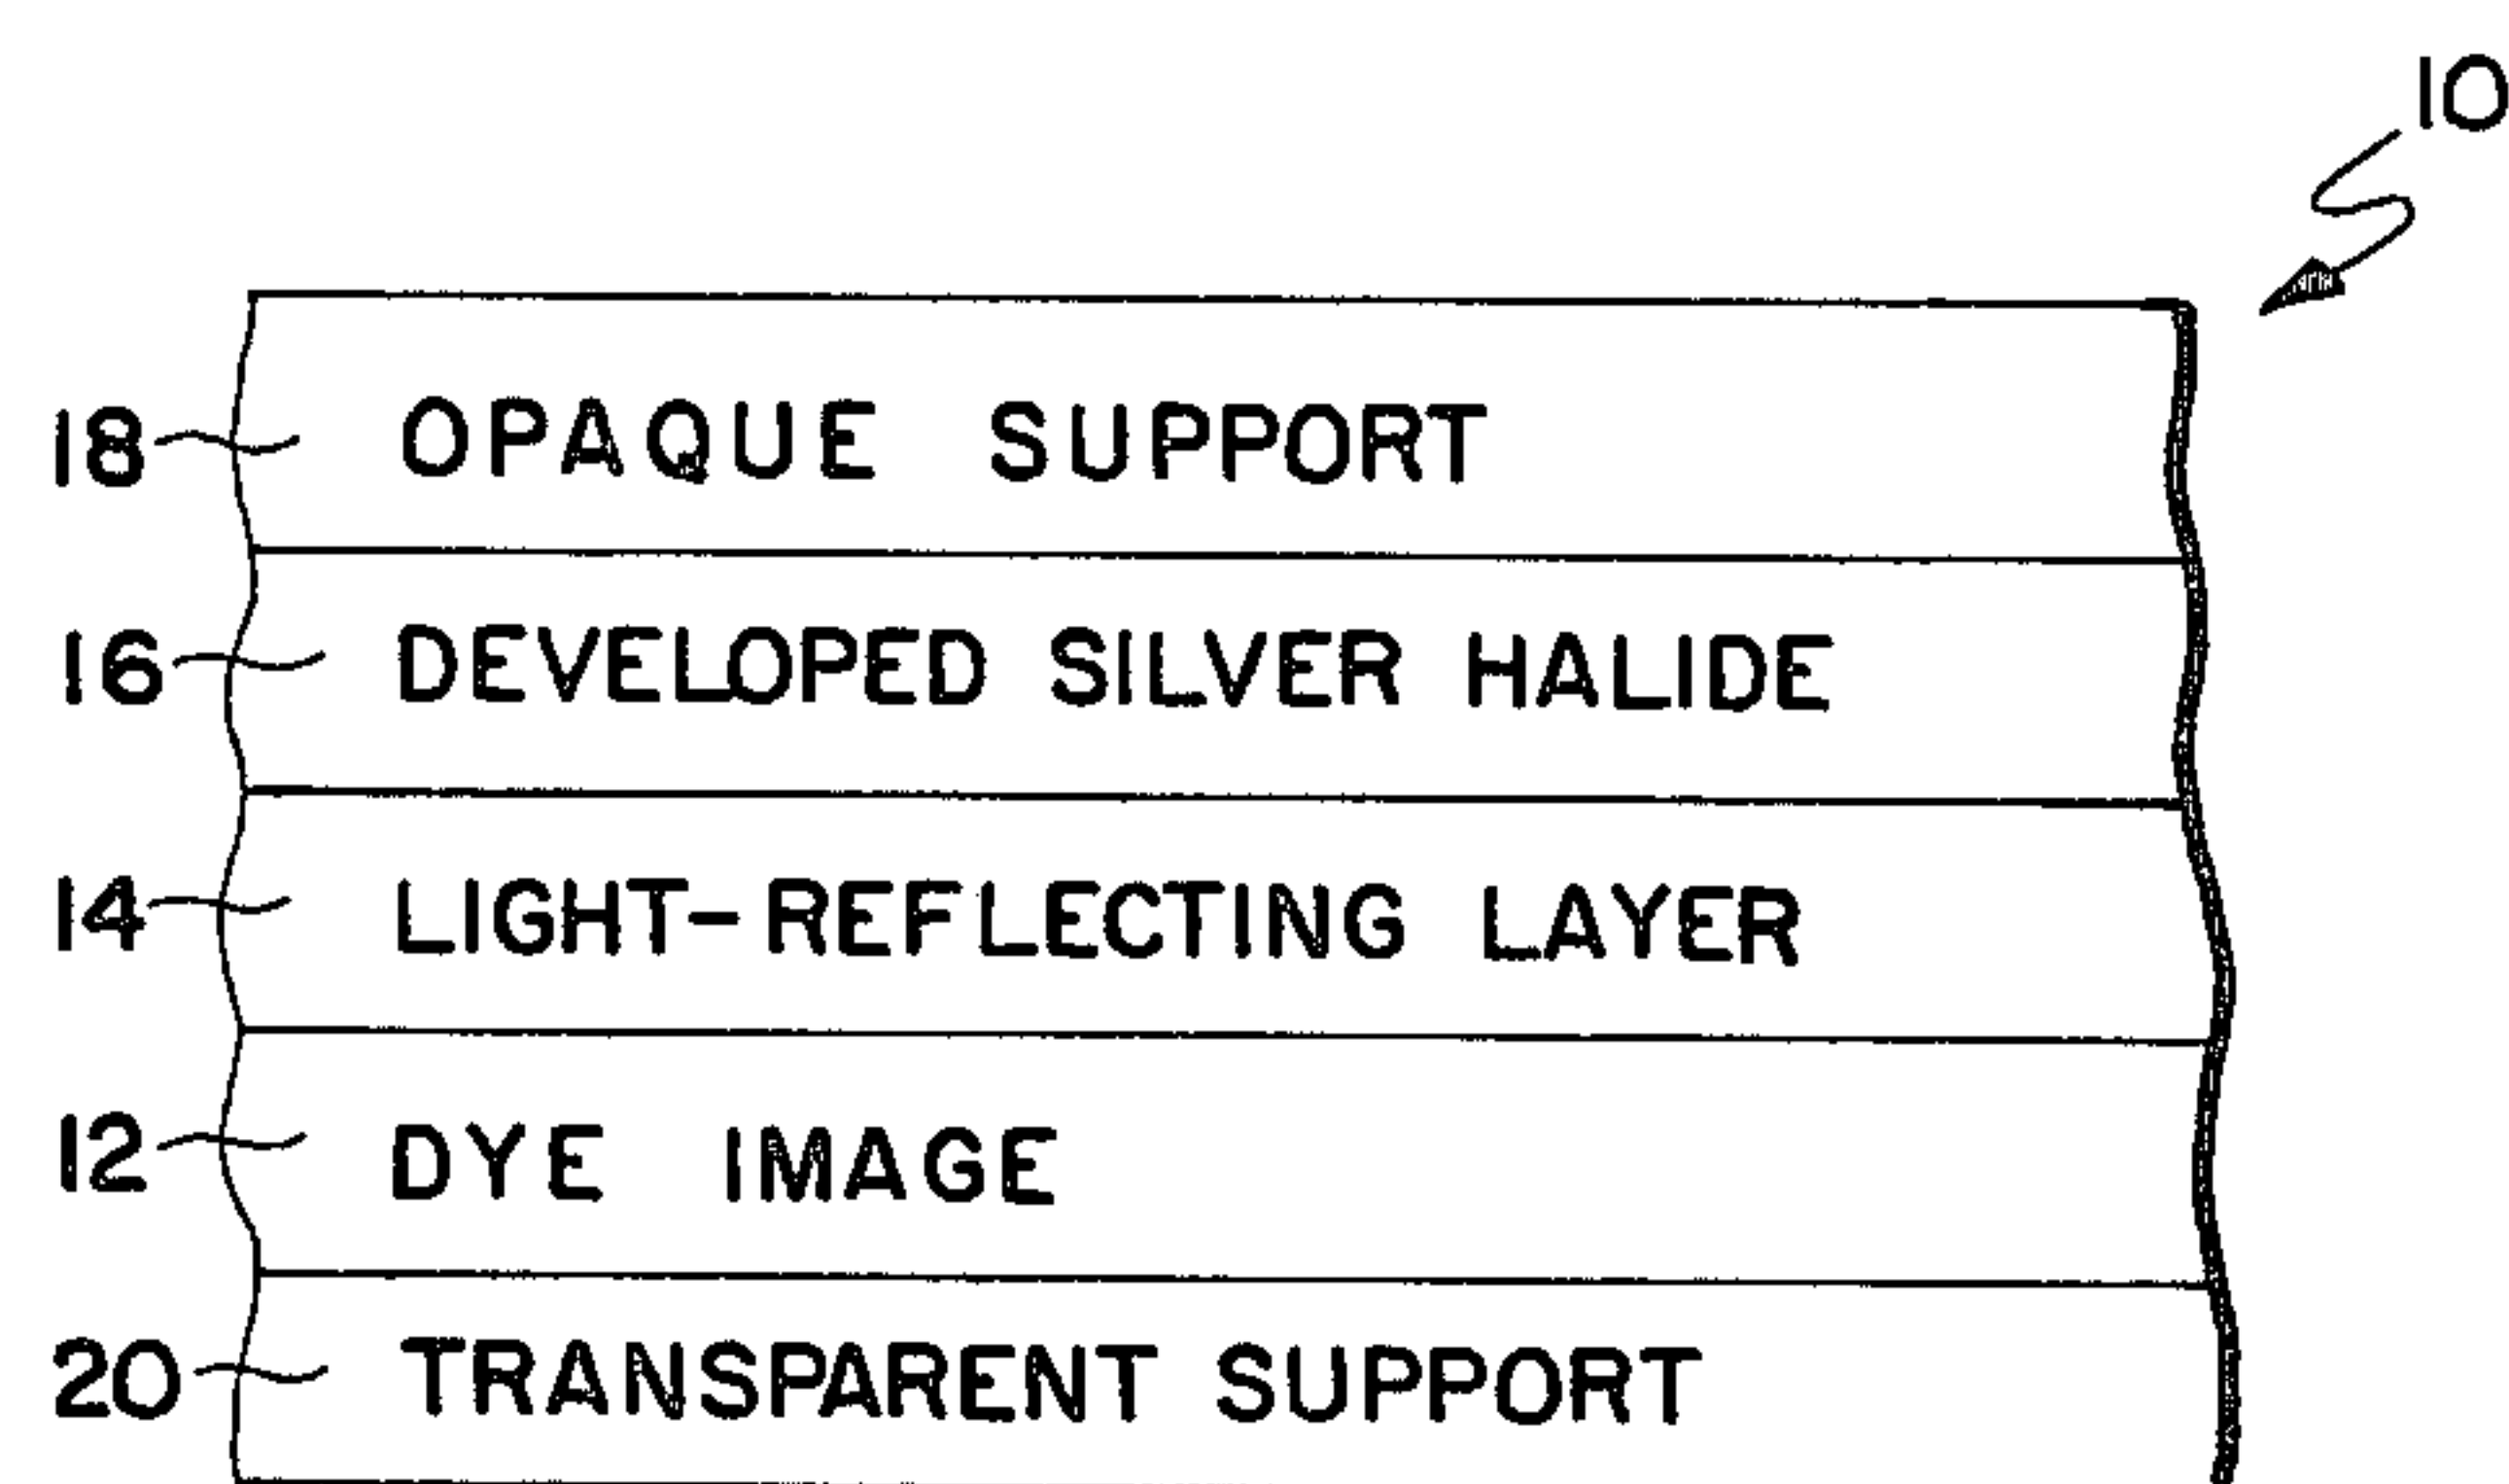 10
18 OPAQUE SUPPORT
16 DEVELOPED SILVER HALIDE
14 LIGHT-REFLECTING LAYER
12 DYE IMAGE
20 TRANSPARENT SUPPORT